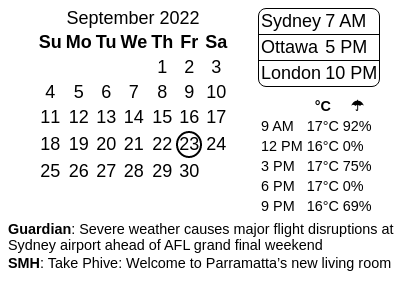 September 2022
Su Mo Tu We Th Fr Sa
1 2 3
4 5 6 7 8 9 10
11 12 13 14 15 16 17
18 19 20 21 22 23 24
25 26 27 28 29 30
Sydney 7 AM
Ottawa 5 PM
London 10 PM
°C ☂
9 AM 17°C 92%
12 PM 16°C 0%
3 PM 17°C 75%
6 PM 17°C 0%
9 PM 16°C 69%
Guardian: Severe weather causes major flight disruptions at
Sydney airport ahead of AFL grand final weekend
SMH: Take Phive: Welcome to Parramatta’s new living room